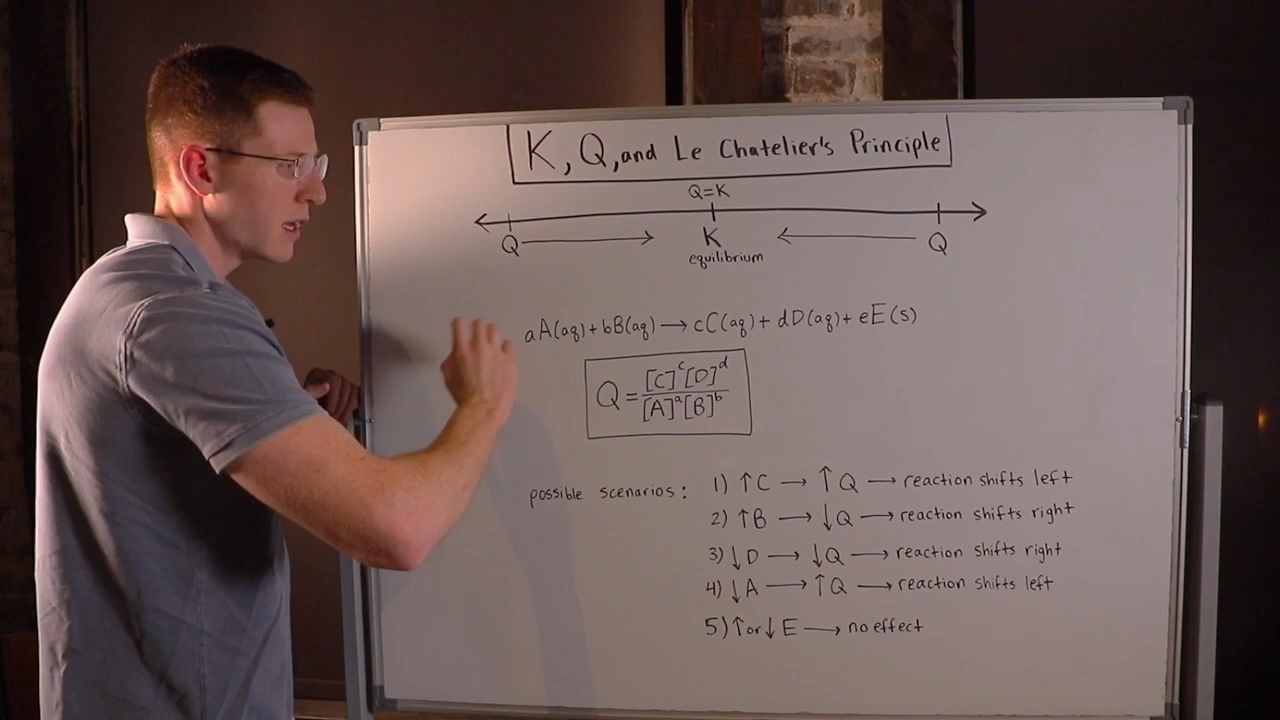 K, Q, and Le Chatelier's Principle
Q=K
Q → K ← Q
equilibrium
aA(aq)+bB(aq) → cC(aq)+dD(aq)+eE(s)
Q = [C]ᶜ[D]ᵈ
[A]ᵃ[B]ᵇ
possible scenarios: 1) ↑C → ↑Q → reaction shifts left
2) ↑B → ↓Q → reaction shifts right
3) ↓D → ↓Q → reaction shifts right
4) ↓A → ↑Q → reaction shifts left
5) ↑or↓ E → no effect